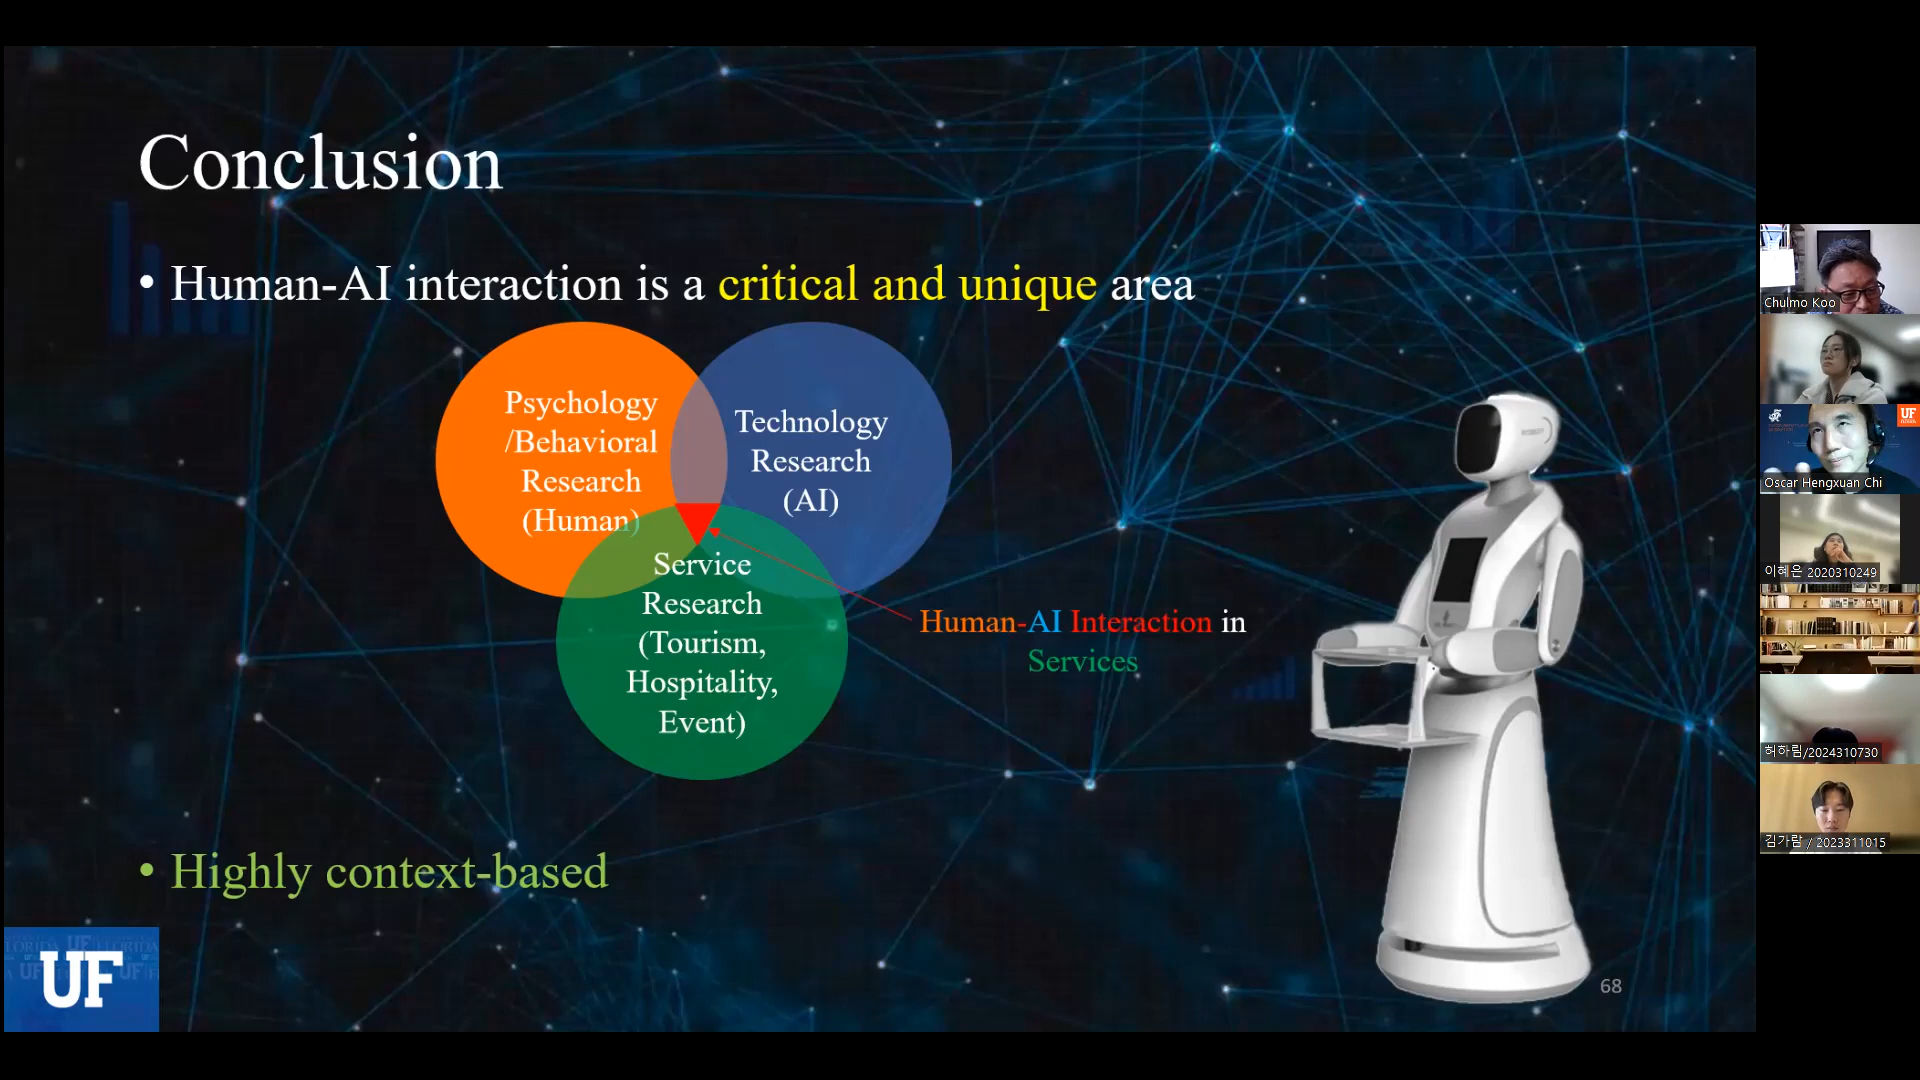 Conclusion
• Human-AI interaction is a critical and unique area
Psychology
/Behavioral
Research
(Human)
Technology
Research
(AI)
Service
Research
(Tourism,
Hospitality,
Event)
Human-AI Interaction in
Services
• Highly context-based
UF
68
Chulmo Koo
UF
Oscar Hengxuan Chi
이혜은 2020310249
허하림/2024310730
김가람 / 2023311015